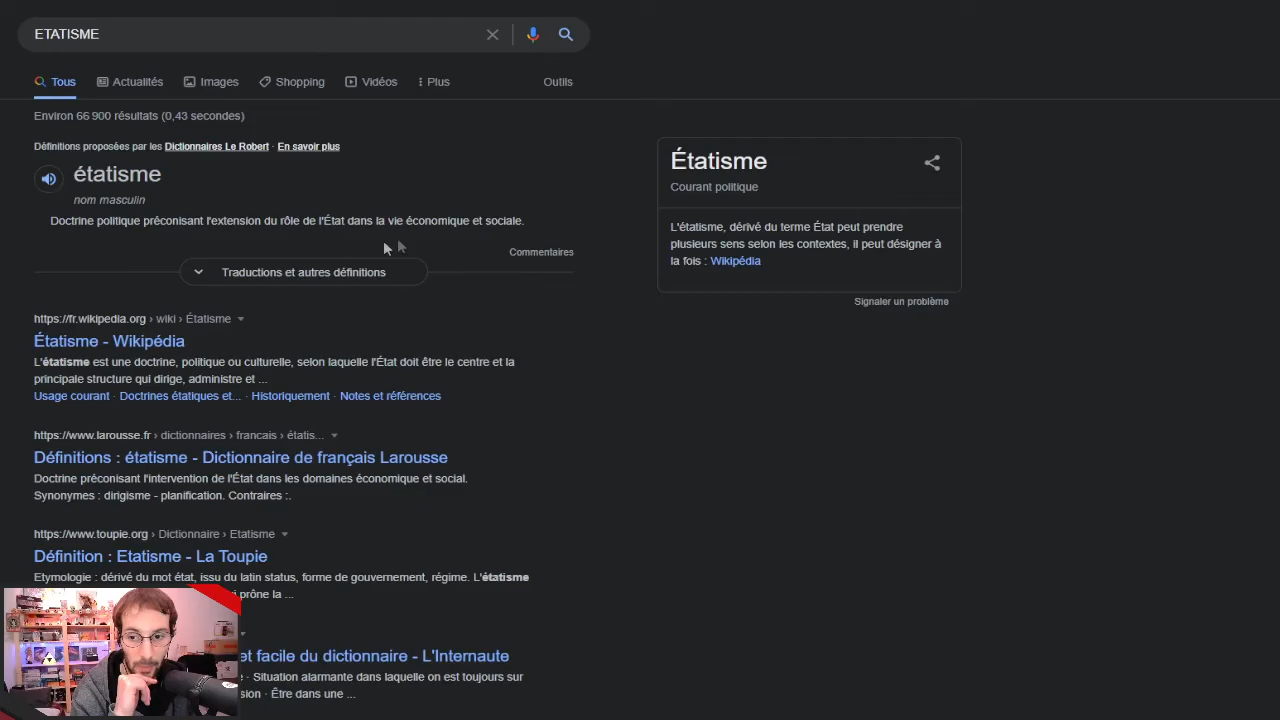 ETATISME
Tous Actualités Images Shopping Vidéos Plus Outils
Environ 66 900 résultats (0,43 secondes)
Définitions proposées par les Dictionnaires Le Robert · En savoir plus
étatisme
nom masculin
Doctrine politique préconisant l'extension du rôle de l'État dans la vie économique et sociale.
Commentaires
Traductions et autres définitions
https://fr.wikipedia.org › wiki › Étatisme
Étatisme - Wikipédia
L'étatisme est une doctrine, politique ou culturelle, selon laquelle l'État doit être le centre et la
principale structure qui dirige, administre et ...
Usage courant · Doctrines étatiques et... · Historiquement · Notes et références
https://www.larousse.fr › dictionnaires › francais › étatis...
Définitions : étatisme - Dictionnaire de français Larousse
Doctrine préconisant l'intervention de l'État dans les domaines économique et social.
Synonymes : dirigisme - planification. Contraires :.
https://www.toupie.org › Dictionnaire › Etatisme
Définition : Etatisme - La Toupie
Etymologie : dérivé du mot état, issu du latin status, forme de gouvernement, régime. L'étatisme
prône la ...
et facile du dictionnaire - L'Internaute
· Situation alarmante dans laquelle on est toujours sur
· Être dans une ...
Étatisme
Courant politique
L'étatisme, dérivé du terme État peut prendre
plusieurs sens selon les contextes, il peut désigner à
la fois : Wikipédia
Signaler un problème